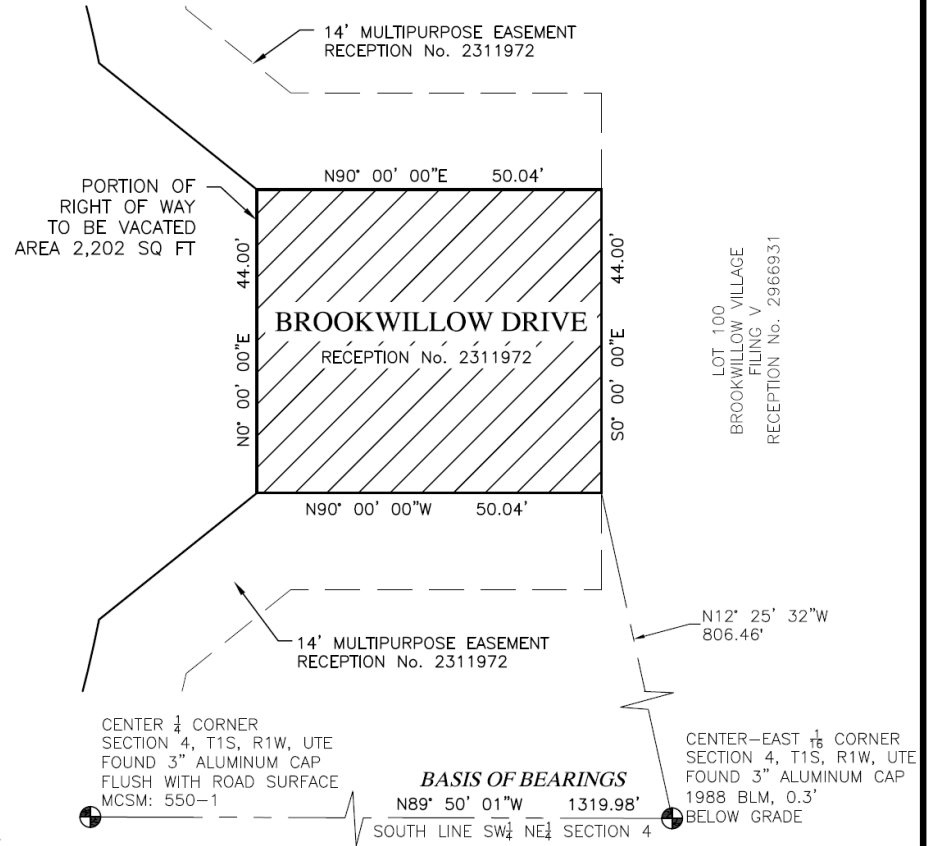 14' MULTIPURPOSE EASEMENT
RECEPTION No. 2311972
N90° 00' 00"E 50.04'
PORTION OF
RIGHT OF WAY
TO BE VACATED
AREA 2,202 SQ FT
N0° 00' 00"E 44.00'
BROOKWILLOW DRIVE
RECEPTION No. 2311972
S0° 00' 00"E 44.00'
LOT 100
BROOKWILLOW VILLAGE
FILING V
RECEPTION No. 2966931
N90° 00' 00"W 50.04'
N12° 25' 32"W
806.46'
14' MULTIPURPOSE EASEMENT
RECEPTION No. 2311972
CENTER 1/4 CORNER
SECTION 4, T1S, R1W, UTE
FOUND 3" ALUMINUM CAP
FLUSH WITH ROAD SURFACE
MCSM: 550-1
BASIS OF BEARINGS
N89° 50' 01"W 1319.98'
SOUTH LINE SW1/4 NE1/4 SECTION 4
CENTER-EAST 1/16 CORNER
SECTION 4, T1S, R1W, UTE
FOUND 3" ALUMINUM CAP
1988 BLM, 0.3'
BELOW GRADE